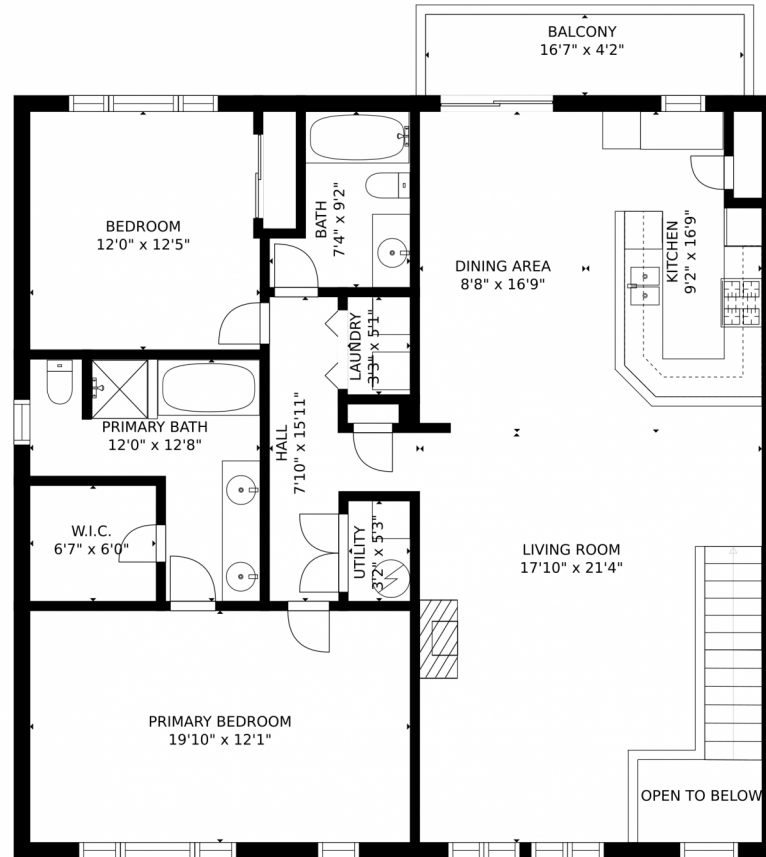 BALCONY
16'7" x 4'2"
BEDROOM
12'0" x 12'5"
BATH
7'4" x 9'2"
DINING AREA
8'8" x 16'9"
KITCHEN
9'2" x 16'9"
LAUNDRY
3'3" x 5'1"
PRIMARY BATH
12'0" x 12'8"
HALL
7'10" x 15'11"
W.I.C.
6'7" x 6'0"
UTILITY
3'2" x 5'3"
LIVING ROOM
17'10" x 21'4"
PRIMARY BEDROOM
19'10" x 12'1"
OPEN TO BELOW